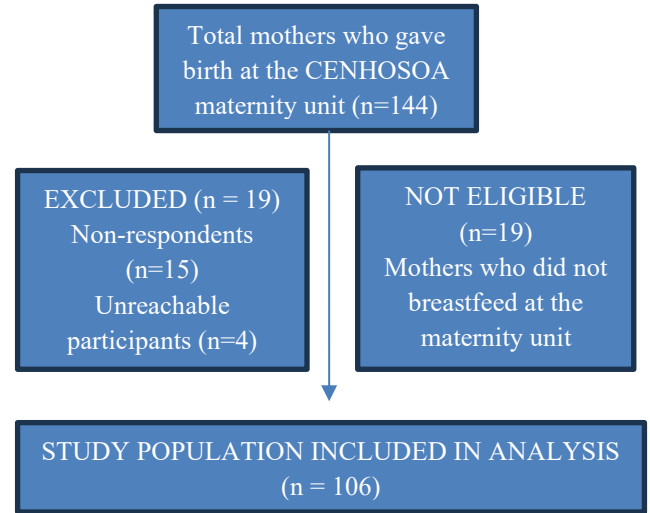 Total mothers who gave
birth at the CENHOSOA
maternity unit (n=144)
EXCLUDED (n = 19)
Non-respondents
(n=15)
Unreachable
participants (n=4)
NOT ELIGIBLE
(n=19)
Mothers who did not
breastfeed at the
maternity unit
STUDY POPULATION INCLUDED IN ANALYSIS
(n = 106)